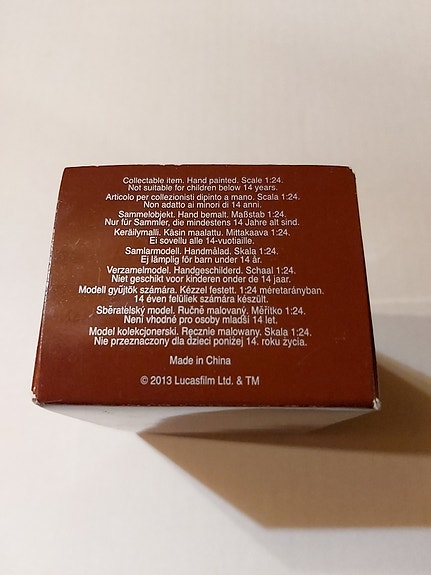 Collectable item. Hand painted. Scale 1:24.
Not suitable for children below 14 years.
Articolo per collezionisti dipinto a mano. Scala 1:24.
Non adatto ai minori di 14 anni.
Sammelobjekt. Hand bemalt. Maßstab 1:24.
Nur für Sammler, die mindestens 14 Jahre alt sind.
Keräilymalli. Käsin maalattu. Mittakaava 1:24.
Ei sovellu alle 14-vuotiaille.
Samlarmodell. Handmålad. Skala 1:24.
Ej lämplig för barn under 14 år.
Verzamelmodel. Handgeschilderd. Schaal 1:24.
Niet geschikt voor kinderen onder de 14 jaar.
Modell gyűjtők számára. Kézzel festett. 1:24 méretarányban.
14 éven felüliek számára készült.
Sběratelský model. Ručně malovaný. Měřítko 1:24.
Není vhodné pro osoby mladší 14 let.
Model kolekcjonerski. Ręcznie malowany. Skala 1:24.
Nie przeznaczony dla dzieci poniżej 14. roku życia.
Made in China
© 2013 Lucasfilm Ltd. & TM